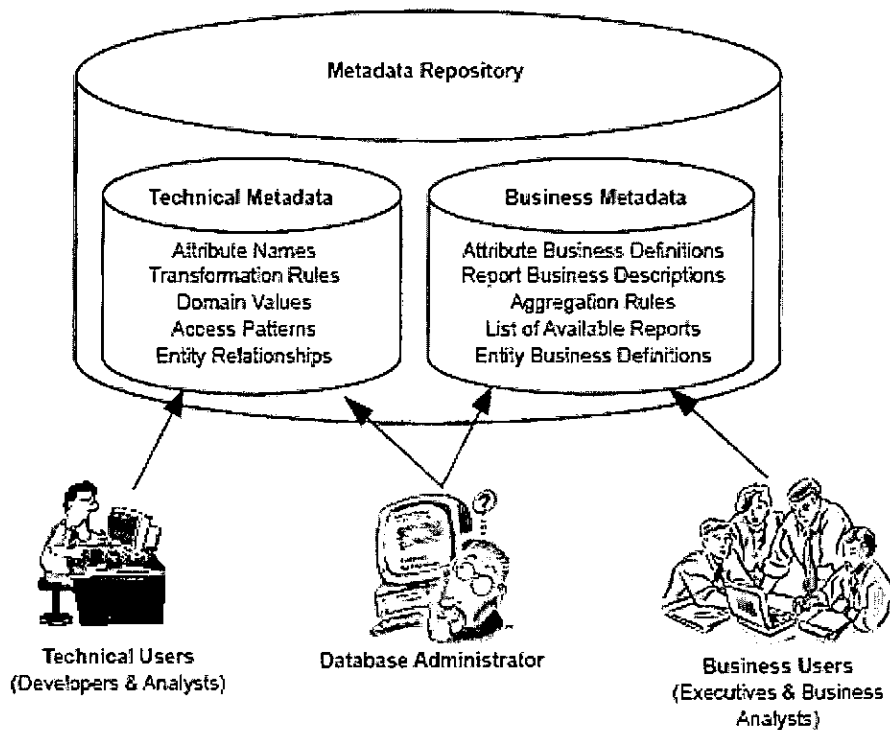 Metadata Repository
Technical Metadata
Attribute Names
Transformation Rules
Domain Values
Access Patterns
Entity Relationships
Business Metadata
Attribute Business Definitions
Report Business Descriptions
Aggregation Rules
List of Available Reports
Entity Business Definitions
?
Technical Users
(Developers & Analysts)
Database Administrator
Business Users
(Executives & Business
Analysts)